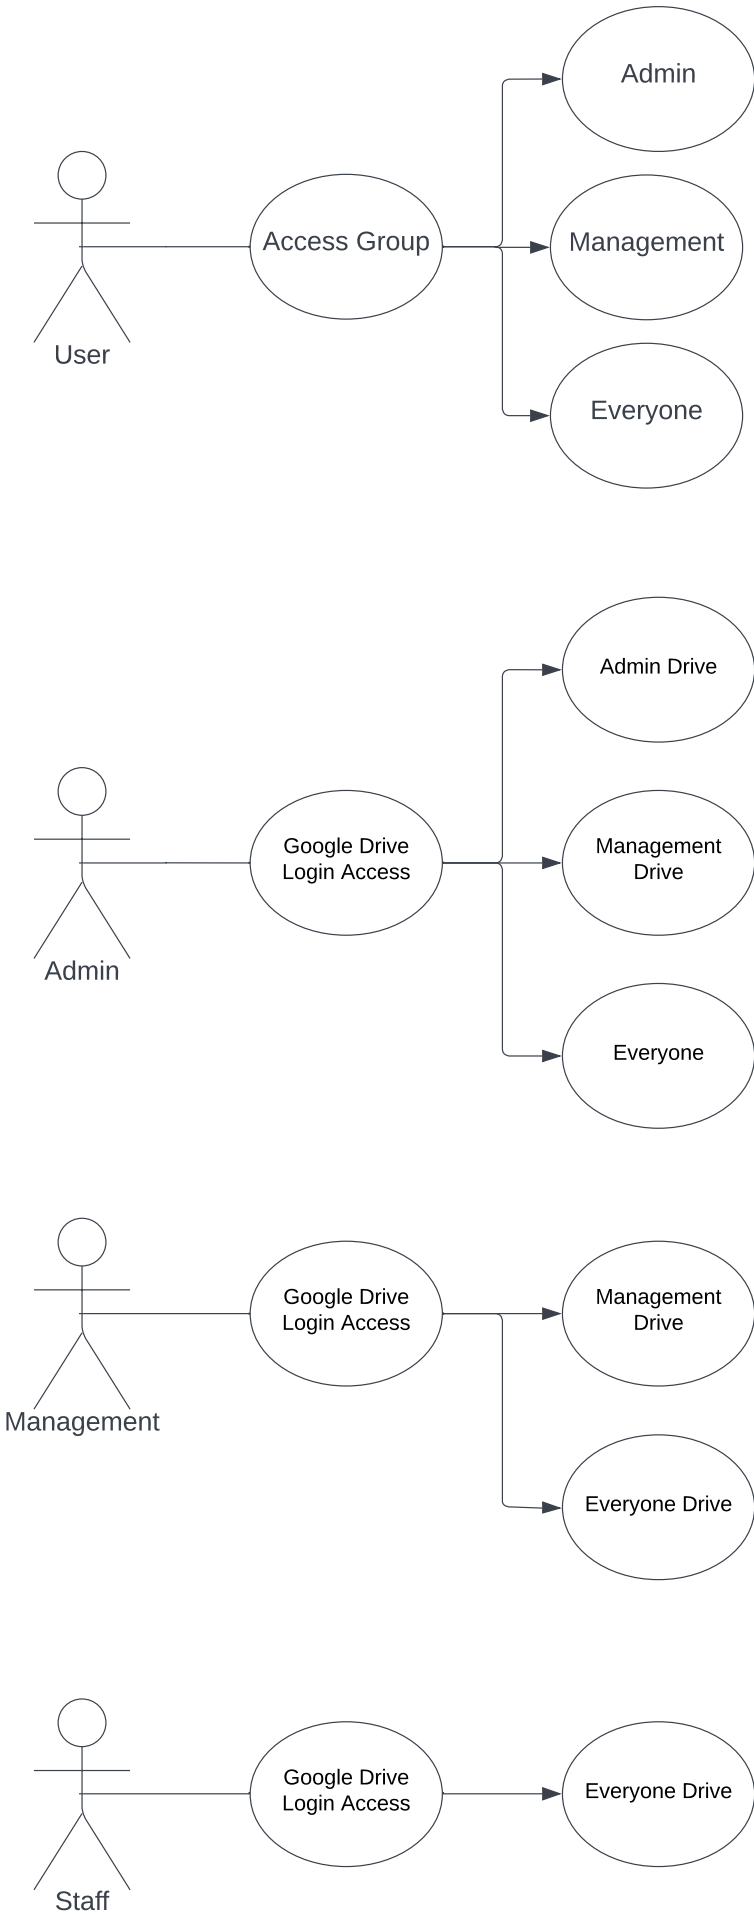 Admin
Access Group
Management
User
Everyone
Admin Drive
Google Drive
Login Access
Management
Drive
Admin
Everyone
Google Drive
Login Access
Management
Drive
Management
Everyone Drive
Google Drive
Login Access
Everyone Drive
Staff